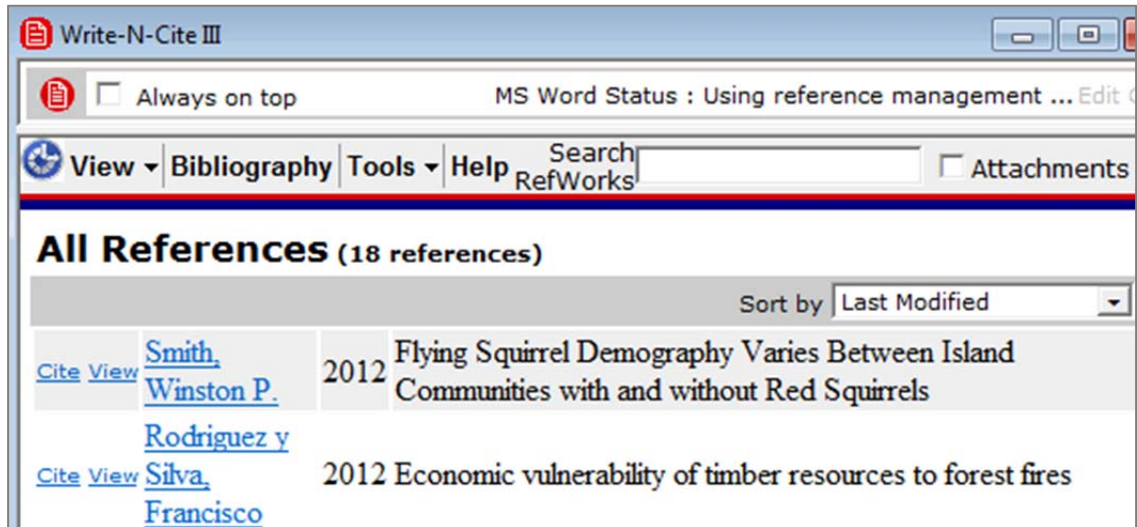 Write-N-Cite III
Always on top MS Word Status : Using reference management ... Edit
View Bibliography Tools Help Search RefWorks Attachments
All References (18 references)
Sort by Last Modified
Cite View Smith, Winston P. 2012 Flying Squirrel Demography Varies Between Island
Communities with and without Red Squirrels
Cite View Rodriguez y Silva, Francisco 2012 Economic vulnerability of timber resources to forest fires